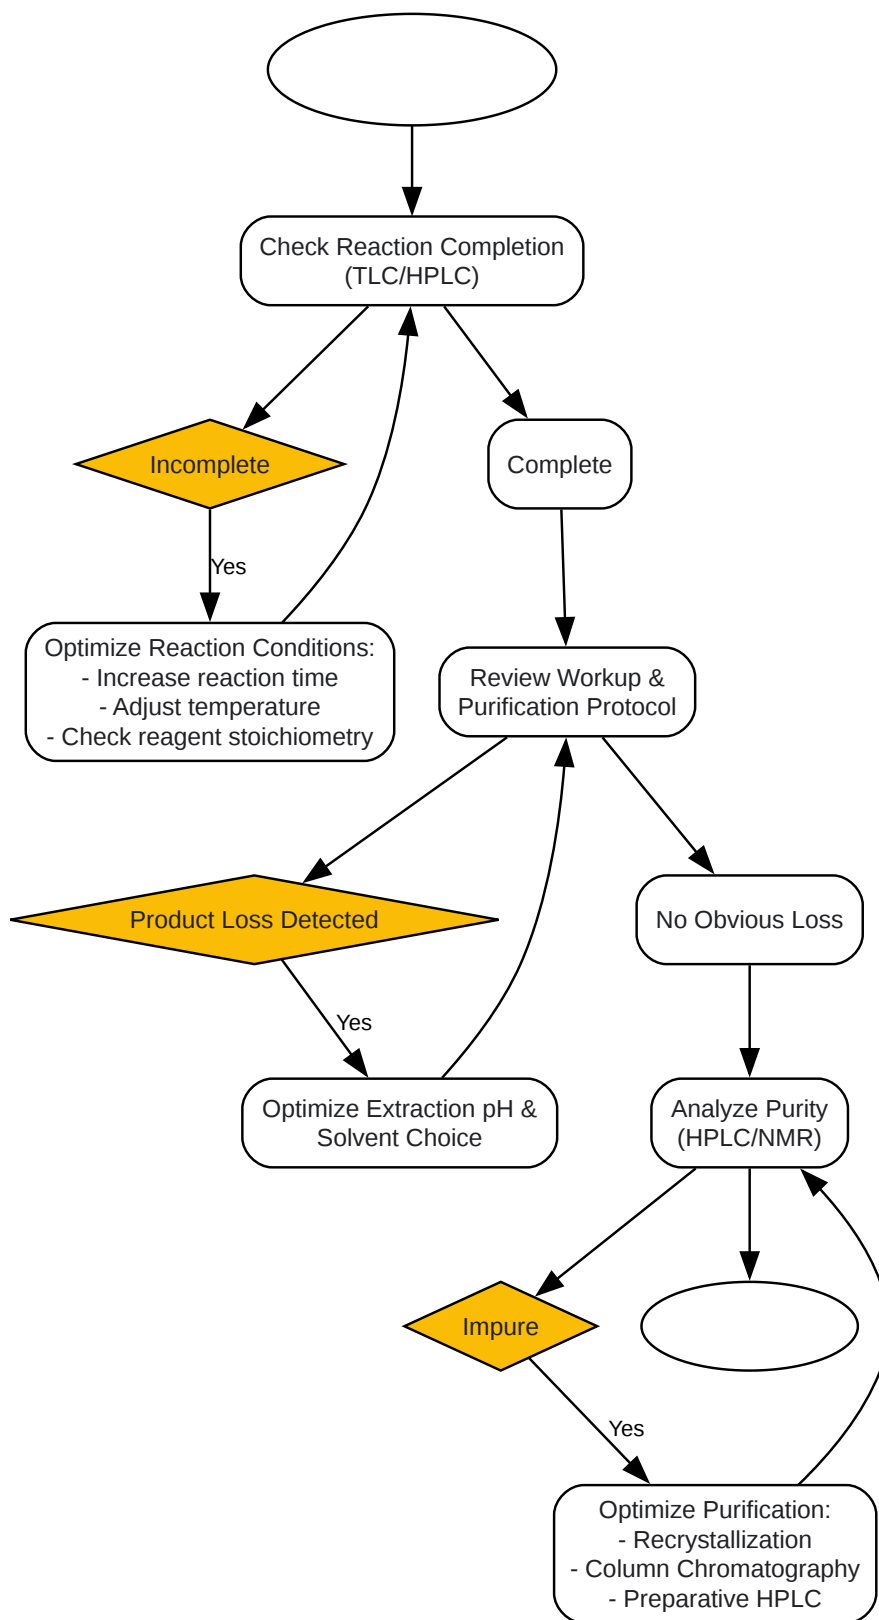 Check Reaction Completion
(TLC/HPLC)
Incomplete
Complete
Yes
Optimize Reaction Conditions:
- Increase reaction time
- Adjust temperature
- Check reagent stoichiometry
Review Workup &
Purification Protocol
Product Loss Detected
No Obvious Loss
Yes
Optimize Extraction pH &
Solvent Choice
Analyze Purity
(HPLC/NMR)
Impure
Yes
Optimize Purification:
- Recrystallization
- Column Chromatography
- Preparative HPLC